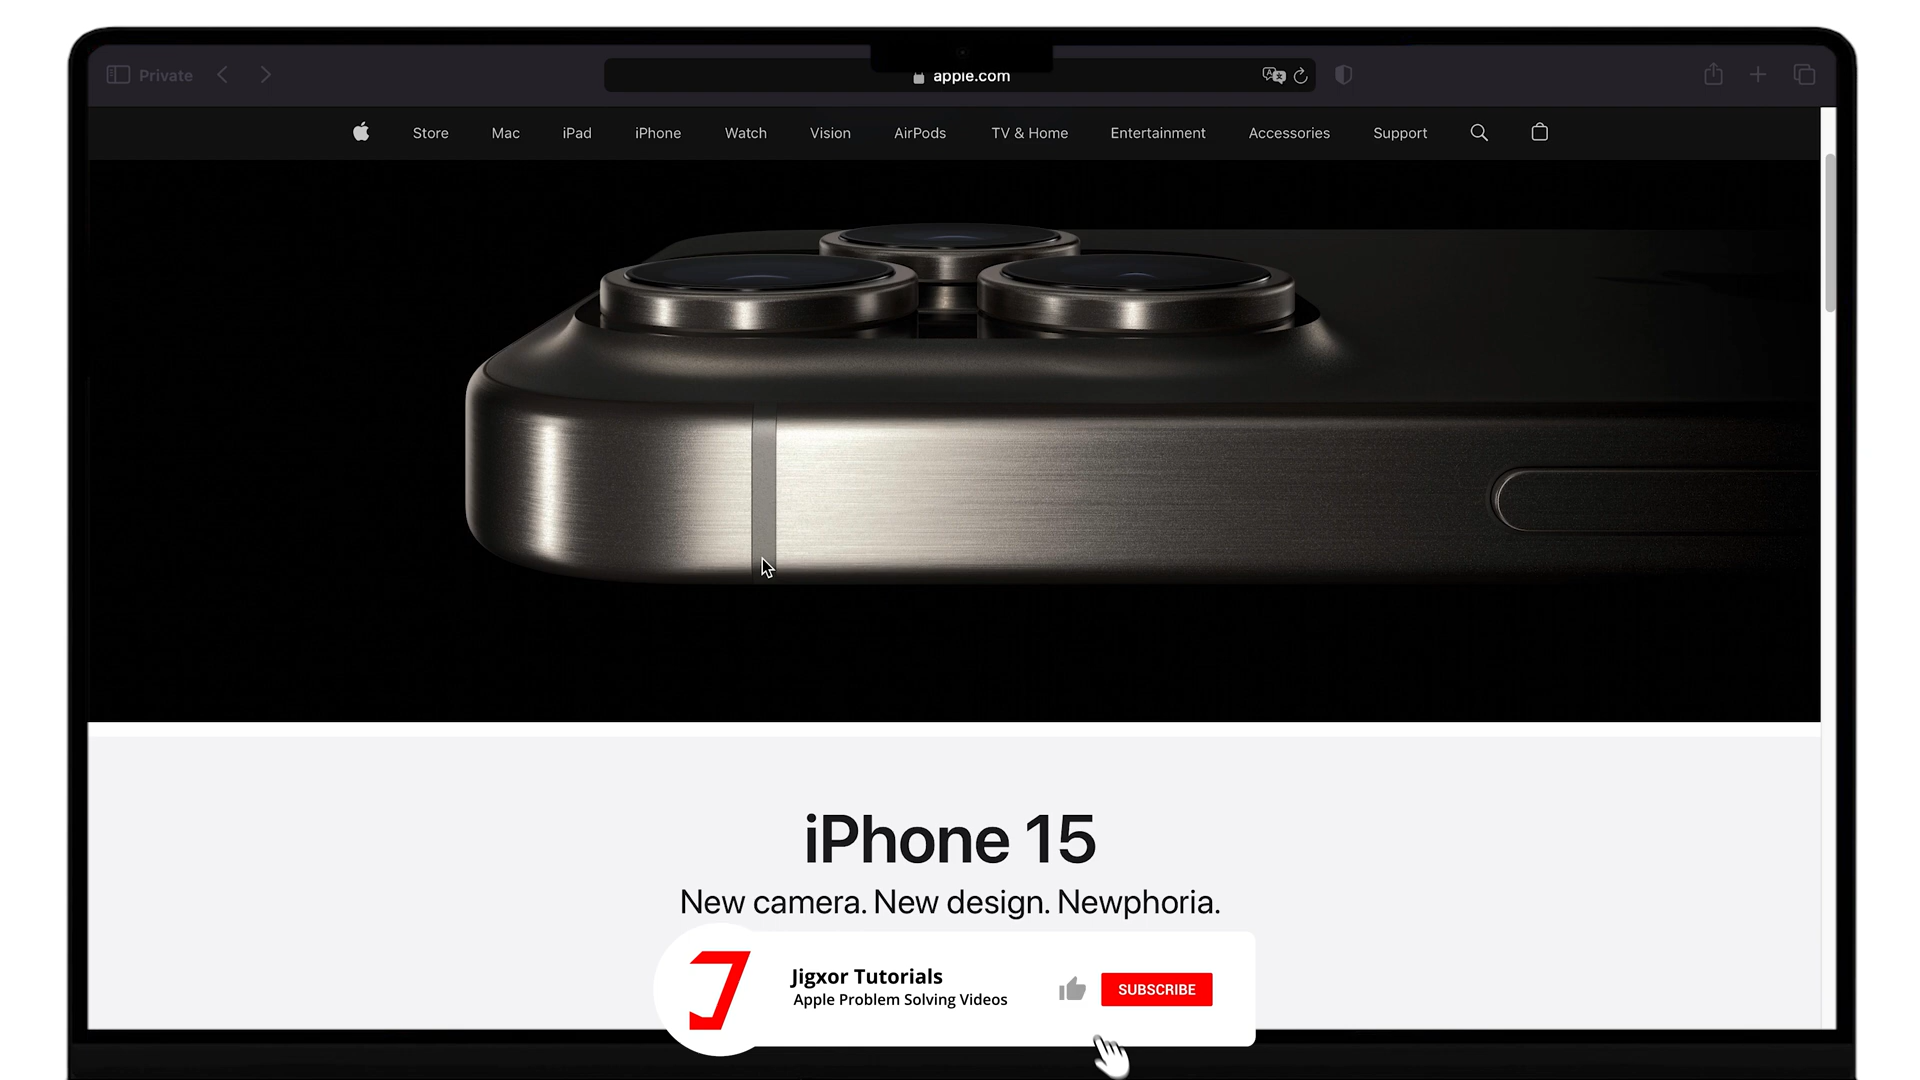 Private
apple.com
Store Mac iPad iPhone Watch Vision AirPods TV & Home Entertainment Accessories Support
iPhone 15
New camera. New design. Newphoria.
Jigxor Tutorials
Apple Problem Solving Videos
SUBSCRIBE